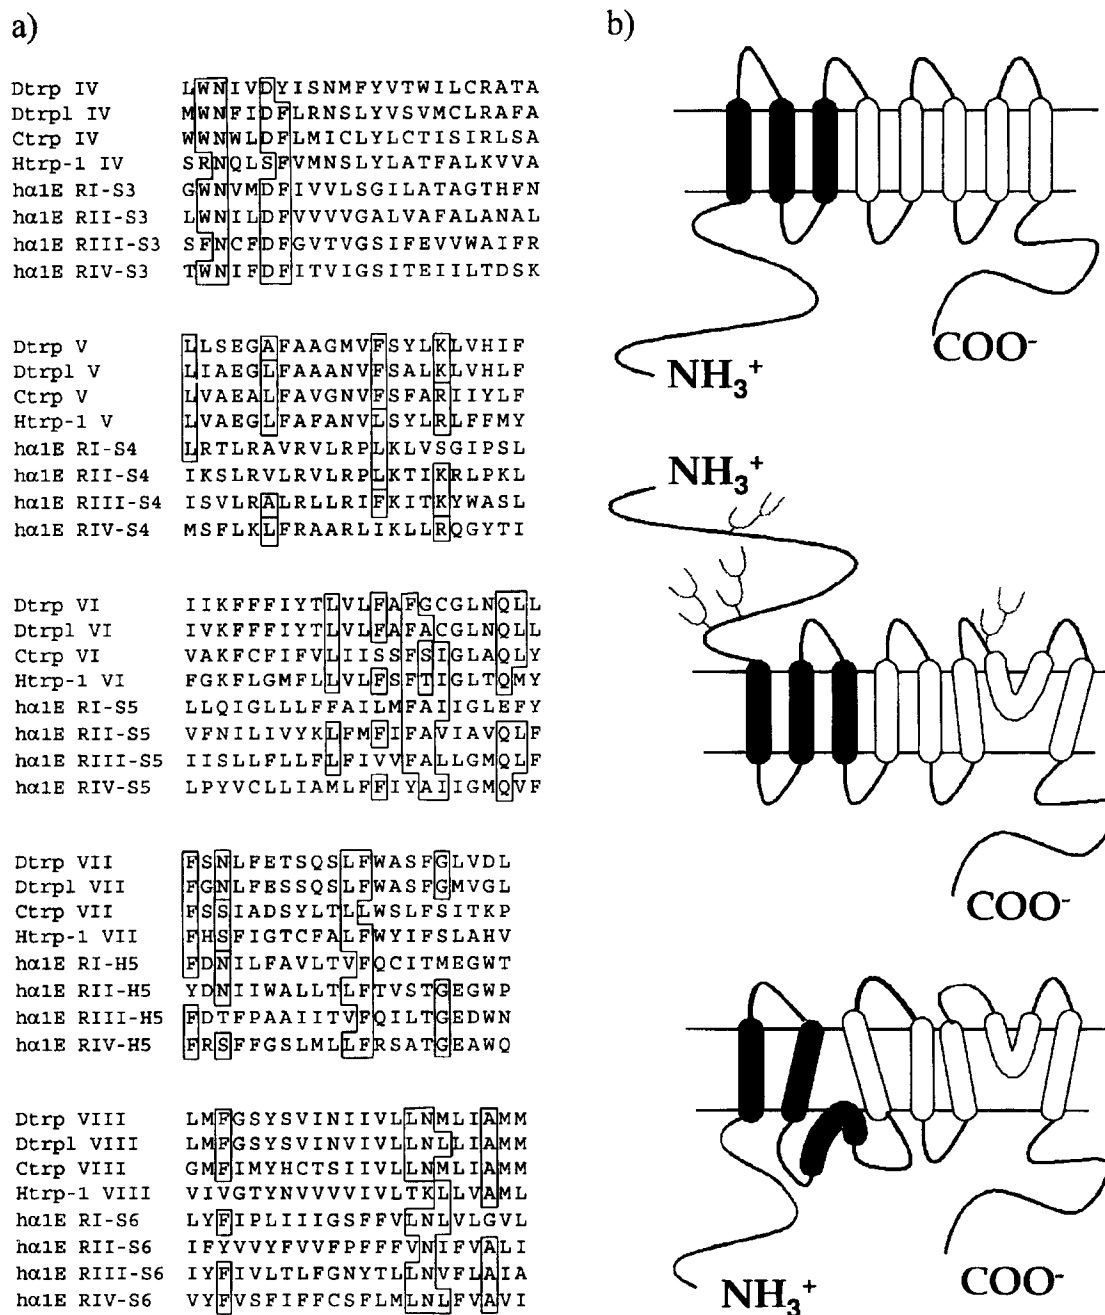 a)
Dtrp IV LWNIVDYISNMFYVTWILCRATA
Dtrpl IV MWNFIDFLRNSLYVSVMCLRAFA
Ctrp IV WWNWLDFLMICLYLCTISIRLSA
Htrp-1 IV SRNQLSFVMNSLYLATFALKVVA
hα1E RI-S3 GWNVMDFIVVLSGILATAGTHFN
hα1E RII-S3 LWNILDFVVVVGALVAFALANAL
hα1E RIII-S3 SFNCFDFGVTVGSIFEVVWAIFR
hα1E RIV-S3 TWNIFDFITVIGSITEIILTDSK
Dtrp V LLSEGAFAAGMVFSYLKLVHIF
Dtrpl V LIAEGLFAAANVFSALKLVHLF
Ctrp V LVAEALFAVGNVFSFARIIYLF
Htrp-1 V LVAEGLFAFANVLSYLRLFFMY
hα1E RI-S4 LRTLRAVRVLRPLKLVSGIPSL
hα1E RII-S4 IKSLRVLRVLRPLKTIKRLPKL
hα1E RIII-S4 ISVLRALRLLRIFKITKYWASL
hα1E RIV-S4 MSFLKLFRAARLIKLLRQGYTI
Dtrp VI IIKFFFIYTLVLFAFGCGLNQLL
Dtrpl VI IVKFFFIYTLVLFAFACGLNQLL
Ctrp VI VAKFCFIFVLIISSFSIGLAQLY
Htrp-1 VI FGKFLGMFLLVLFSFTIGLTQMY
hα1E RI-S5 LLQIGLLLFFAILMFAIIGLEFY
hα1E RII-S5 VFNILIVYKLFMFIFAVIAVQLF
hα1E RIII-S5 IISLLFLLFLFIVVFALLGMQLF
hα1E RIV-S5 LPYVCLLIAMLFFIYAIIGMQVF
Dtrp VII FSNLFETSQSLFWASFGLVDL
Dtrpl VII FGNLFESSQSLFWASFGMVGL
Ctrp VII FSSIADSYLTLLWSLFSITKP
Htrp-1 VII FHSFIGTCFALFWYIFSLAHV
hα1E RI-H5 FDNILFAVLTVFQCITMEGWT
hα1E RII-H5 YDNIIWALLTLFTVSTGEGWP
hα1E RIII-H5 FDTFPAAIITVFQILTGEDWN
hα1E RIV-H5 FRSFFGSLMLLFRSATGEAWQ
Dtrp VIII LMFGSYSVINIIVLLNMLIAMM
Dtrpl VIII LMFGSYSVINVIVLLNLLIAMM
Ctrp VIII GMFIMYHCTSIIVLLNMLIAMM
Htrp-1 VIII VIVGTYNVVVVIVLTKLLVAML
hα1E RI-S6 LYFIPLIIIGSFFVLNLVLGVL
hα1E RII-S6 IFYVVYFVVFPFFFVNIFVALI
hα1E RIII-S6 IYFIVLTLFGNYTLLNVFLAIA
hα1E RIV-S6 VYFVSFIFFCSFLMLNLFVAVI
b)
NH₃⁺
COO⁻
NH₃⁺
COO⁻
NH₃⁺
COO⁻